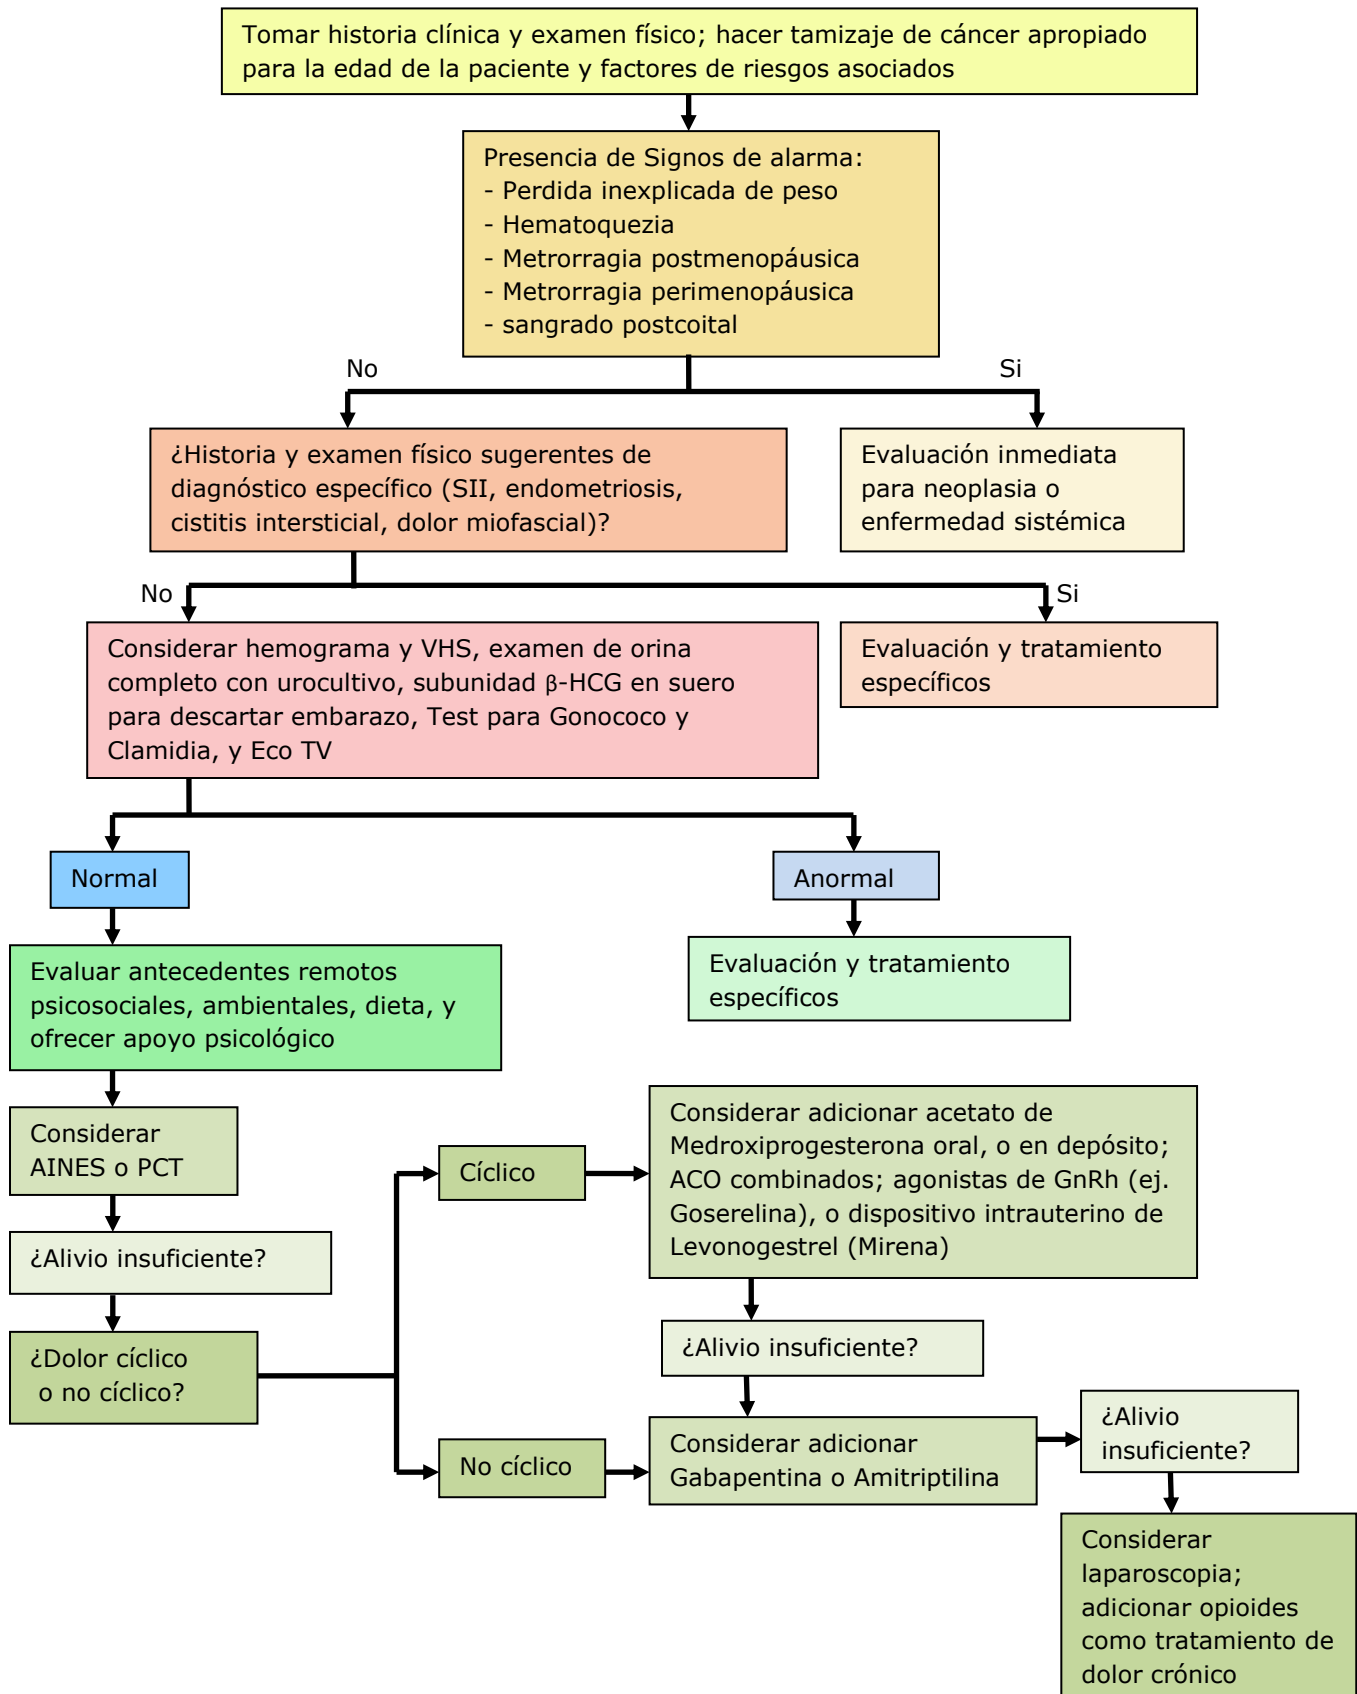 Tomar historia clínica y examen físico; hacer tamizaje de cáncer apropiado
para la edad de la paciente y factores de riesgos asociados
Presencia de Signos de alarma:
- Perdida inexplicada de peso
- Hematoquezia
- Metrorragia postmenopáusica
- Metrorragia perimenopáusica
- sangrado postcoital
No
Si
¿Historia y examen físico sugerentes de
diagnóstico específico (SII, endometriosis,
cistitis intersticial, dolor miofascial)?
Evaluación inmediata
para neoplasia o
enfermedad sistémica
No
Si
Considerar hemograma y VHS, examen de orina
completo con urocultivo, subunidad β-HCG en suero
para descartar embarazo, Test para Gonococo y
Clamidia, y Eco TV
Evaluación y tratamiento
específicos
Normal
Anormal
Evaluar antecedentes remotos
psicosociales, ambientales, dieta, y
ofrecer apoyo psicológico
Evaluación y tratamiento
específicos
Considerar
AINES o PCT
¿Alivio insuficiente?
¿Dolor cíclico
o no cíclico?
Cíclico
Considerar adicionar acetato de
Medroxiprogesterona oral, o en depósito;
ACO combinados; agonistas de GnRh (ej.
Goserelina), o dispositivo intrauterino de
Levonogestrel (Mirena)
¿Alivio insuficiente?
No cíclico
Considerar adicionar
Gabapentina o Amitriptilina
¿Alivio
insuficiente?
Considerar
laparoscopia;
adicionar opioides
como tratamiento de
dolor crónico